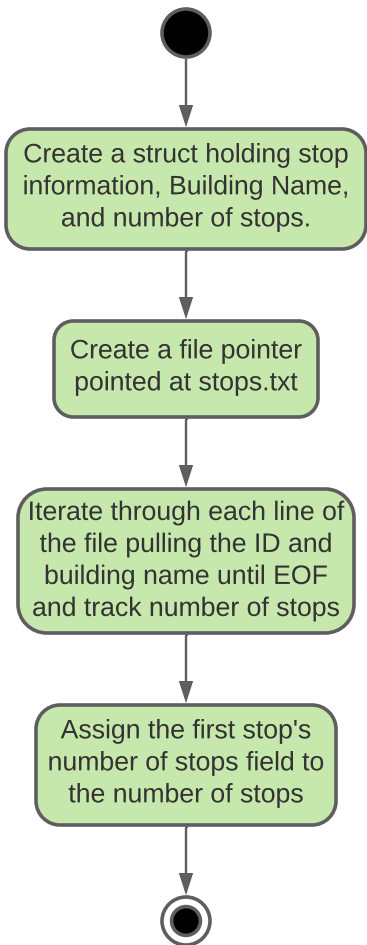 Create a struct holding stop
information, Building Name,
and number of stops.
Create a file pointer
pointed at stops.txt
Iterate through each line of
the file pulling the ID and
building name until EOF
and track number of stops
Assign the first stop's
number of stops field to
the number of stops